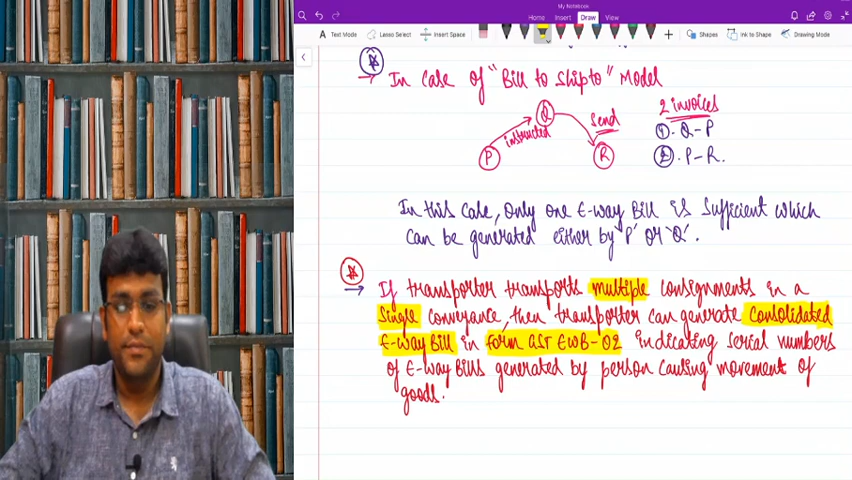 My Notebook
Home Insert Draw View
Text Mode Lasso Select Insert Space Shapes Ink to Shape Drawing Mode
In Case of "Bill to Ship to" Model
P instructed Q Send R
2 invoices
1. Q-P
2. P-R.
In this case, Only one E-way Bill is Sufficient which
can be generated either by 'P' or 'Q'.
If transporter transports multiple consignments in a
Single conveyance, then transporter can generate consolidated
E-way Bill in form GST EWB-02 indicating serial numbers
of E-way Bills generated by person causing movement of
goods.